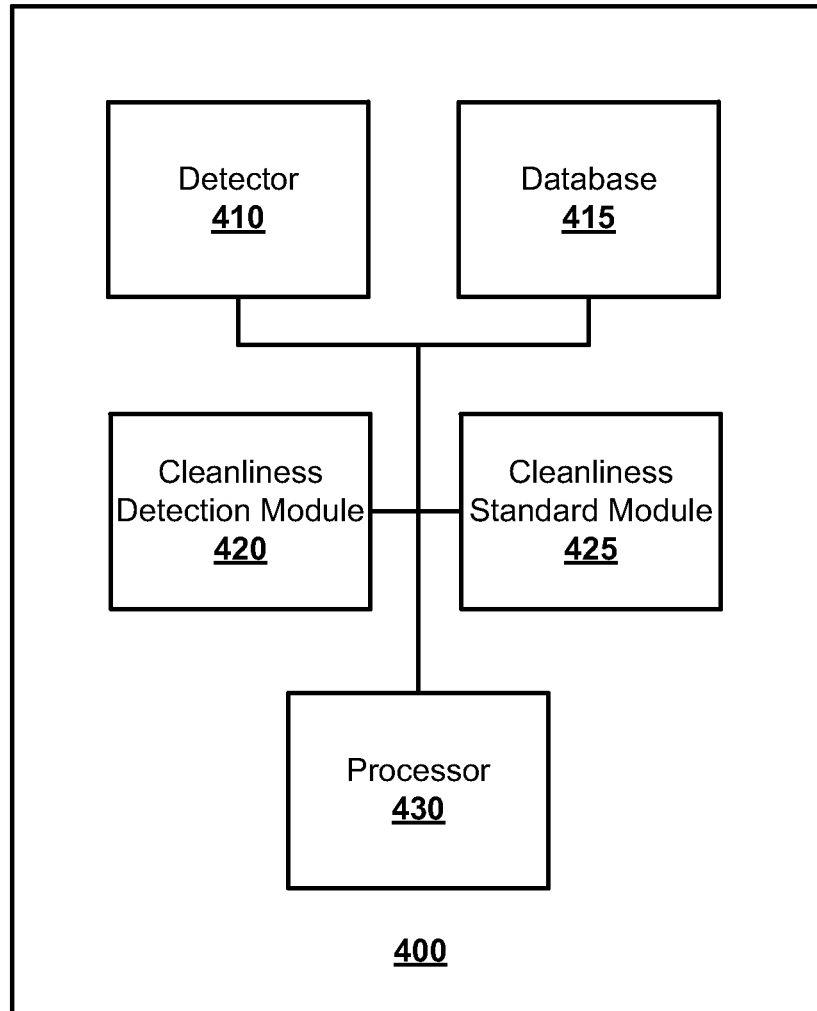 Detector
410
Database
415
Cleanliness
Detection Module
420
Cleanliness
Standard Module
425
Processor
430
400